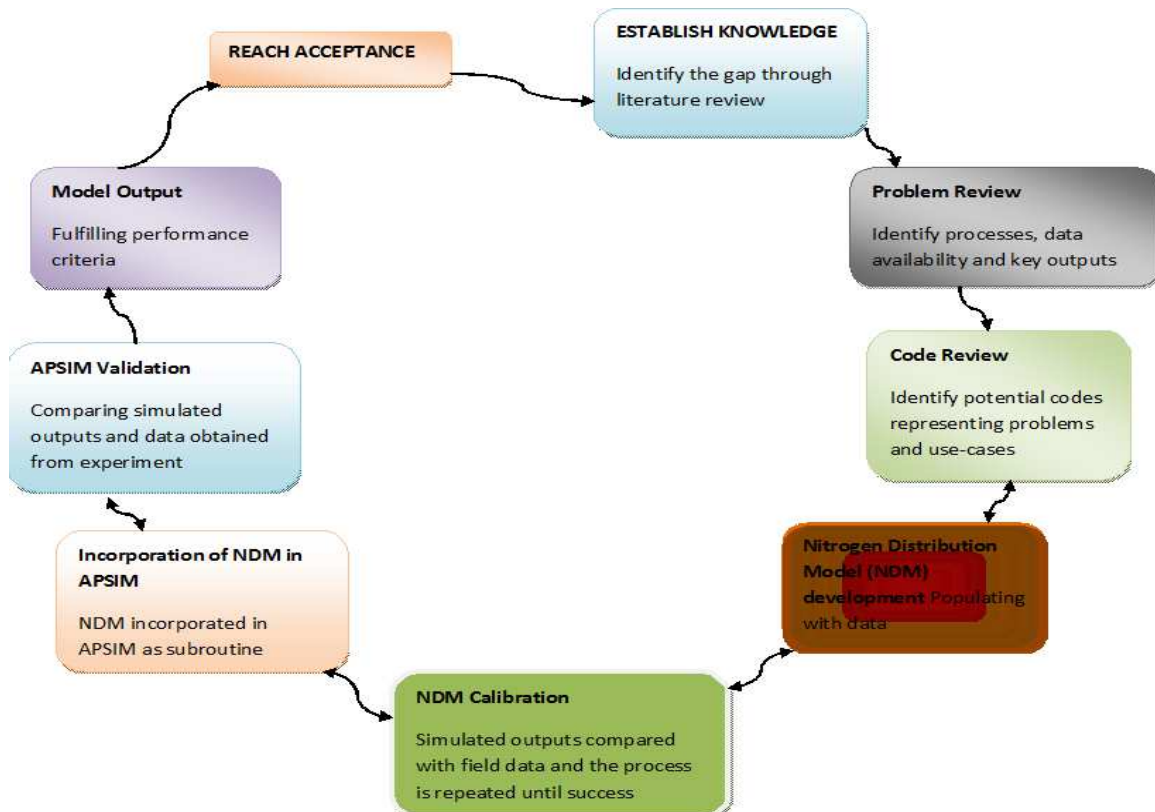 REACH ACCEPTANCE
ESTABLISH KNOWLEDGE
Identify the gap through
literature review
Problem Review
Identify processes, data
availability and key outputs
Code Review
Identify potential codes
representing problems
and use-cases
Nitrogen Distribution
Model (NDM)
development Populating
with data
NDM Calibration
Simulated outputs compared
with field data and the process
is repeated until success
Incorporation of NDM in
APSIM
NDM incorporated in
APSIM as subroutine
APSIM Validation
Comparing simulated
outputs and data obtained
from experiment
Model Output
Fulfilling performance
criteria